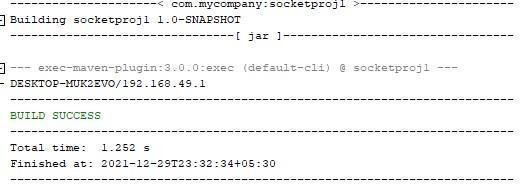 --------------------< com.mycompany:socketproj1 >---------------------
Building socketproj1 1.0-SNAPSHOT
--------------------------------[ jar ]---------------------------------
--- exec-maven-plugin:3.0.0:exec (default-cli) @ socketproj1 ---
DESKTOP-MUK2EVO/192.168.49.1
------------------------------------------------------------------------
BUILD SUCCESS
------------------------------------------------------------------------
Total time:  1.252 s
Finished at: 2021-12-29T23:32:34+05:30
------------------------------------------------------------------------